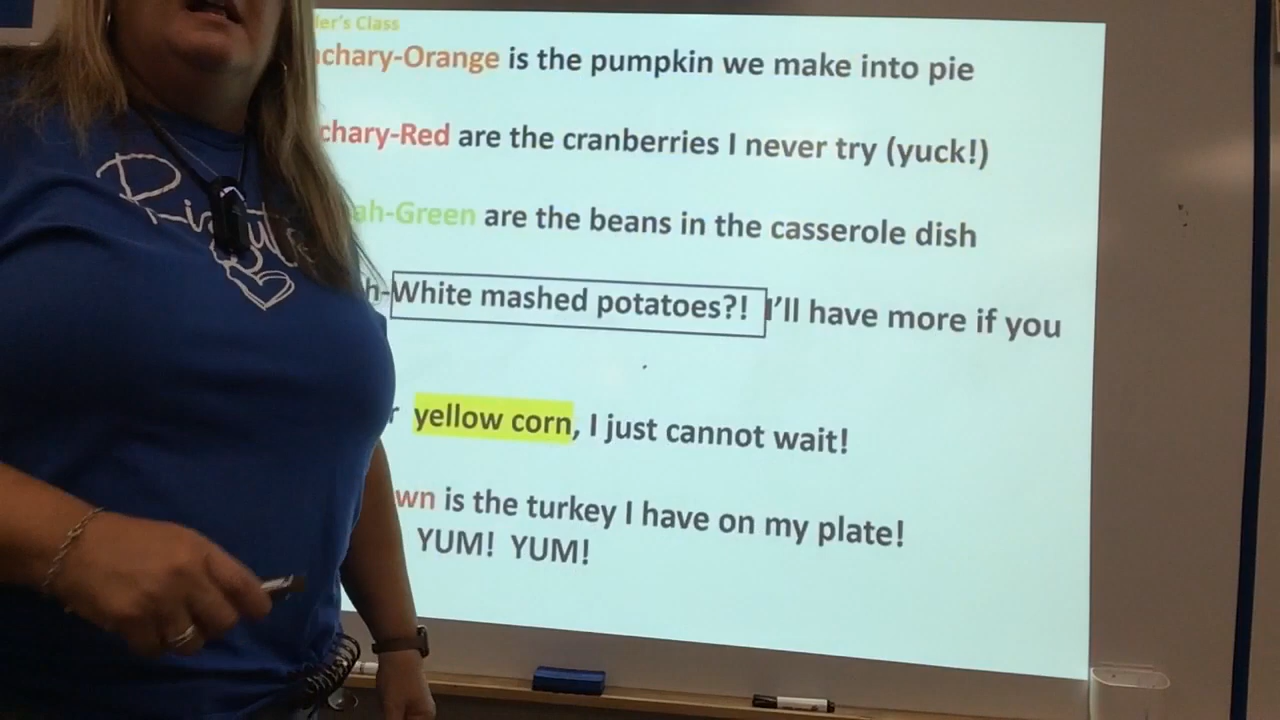 ler's Class
chary-Orange is the pumpkin we make into pie
chary-Red are the cranberries I never try (yuck!)
ah-Green are the beans in the casserole dish
h-White mashed potatoes?! I'll have more if you
r yellow corn, I just cannot wait!
wn is the turkey I have on my plate!
YUM! YUM!